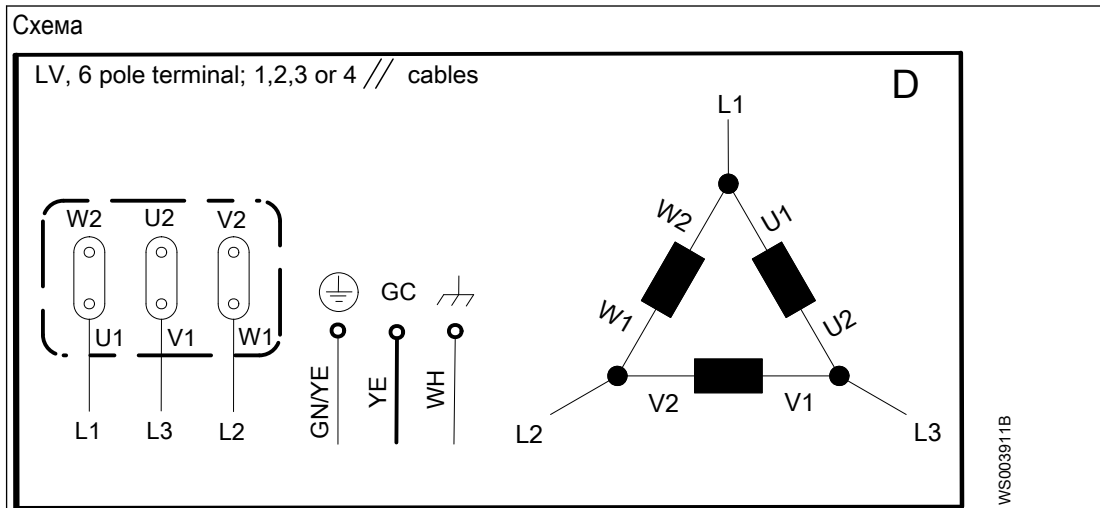 Схема
LV, 6 pole terminal; 1,2,3 or 4 // cables
D
W2 U2 V2
U1 V1 W1
L1 L3 L2
GC
GN/YE
YE
WH
L1
W2 U1
W1 U2
V2 V1
L2 L3
WS003911B